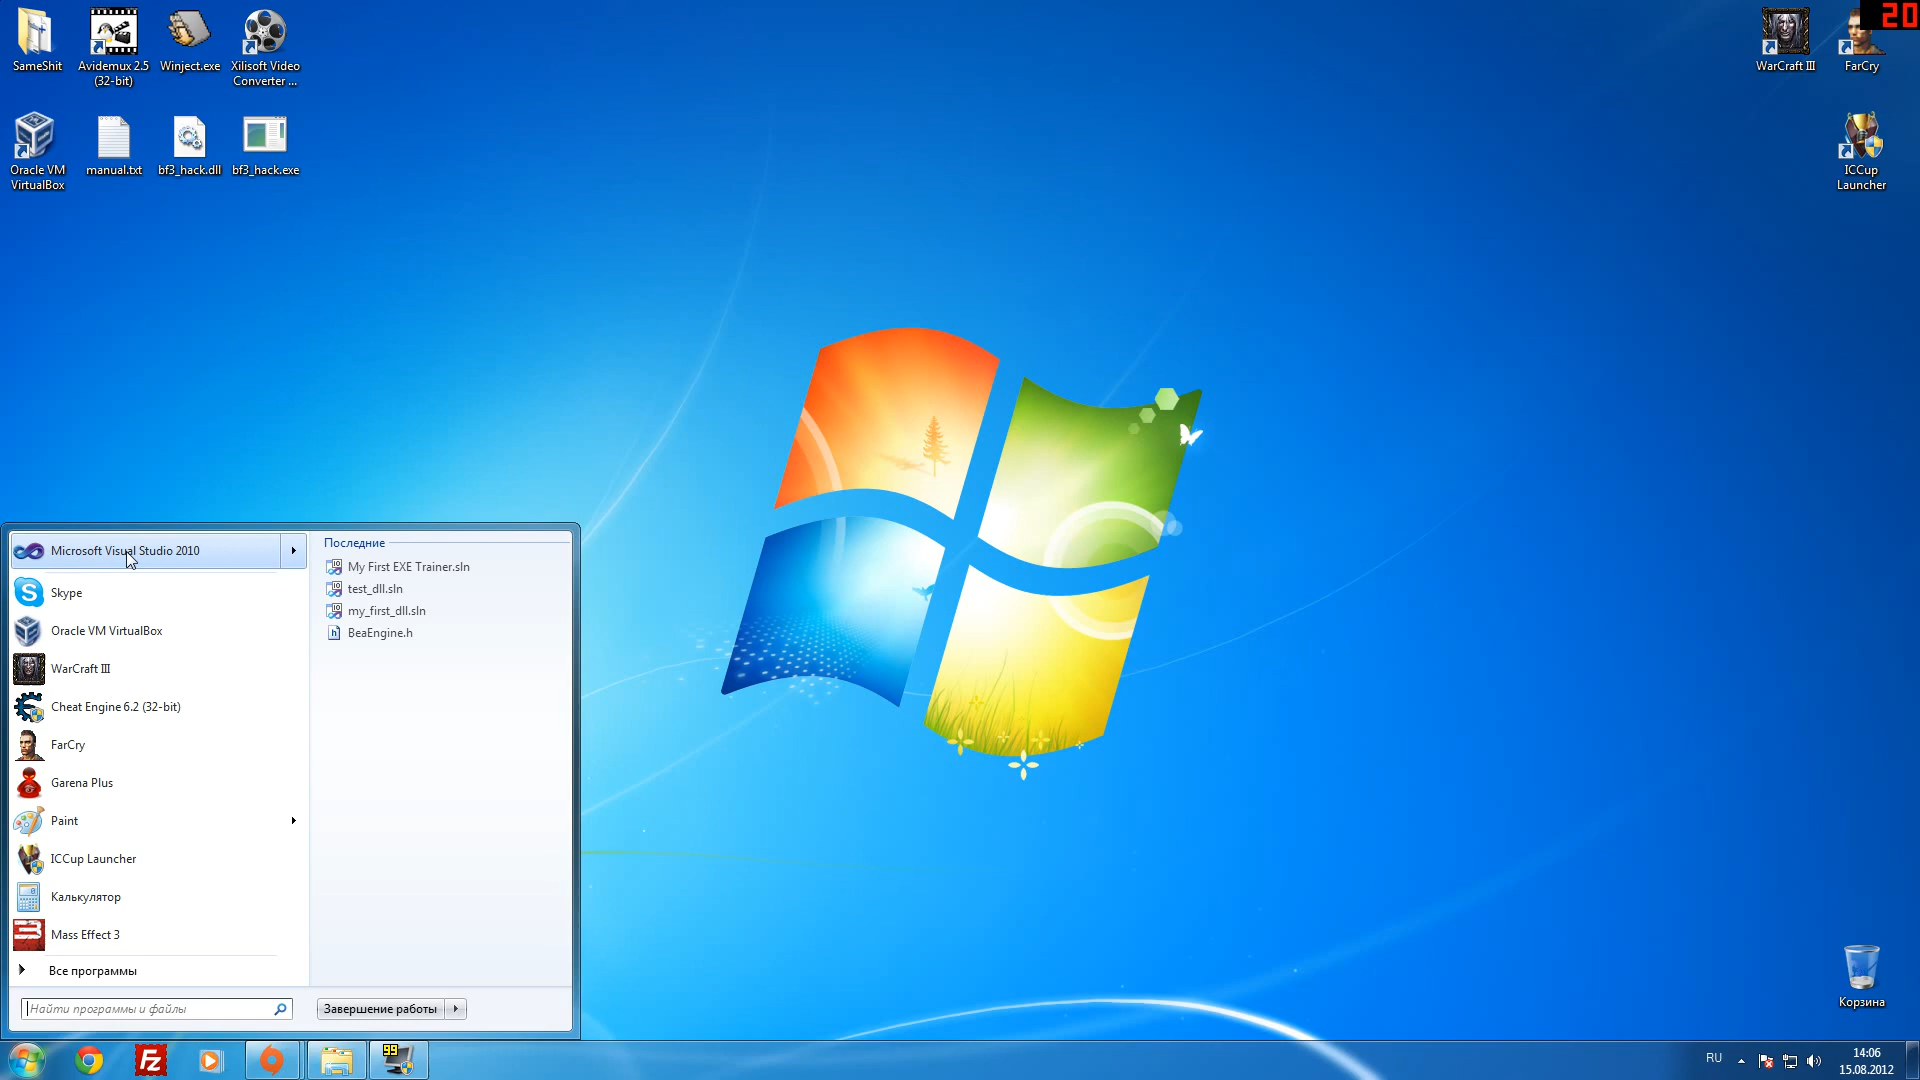 SameShit
Avidemux 2.5
(32-bit)
Winject.exe
Xilisoft Video
Converter ...
WarCraft III
FarCry
20
Oracle VM
VirtualBox
manual.txt
bf3_hack.dll
bf3_hack.exe
ICCup
Launcher
Microsoft Visual Studio 2010
Skype
Oracle VM VirtualBox
WarCraft III
Cheat Engine 6.2 (32-bit)
FarCry
Garena Plus
Paint
ICCup Launcher
Калькулятор
Mass Effect 3
Все программы
Найти программы и файлы
Последние
My First EXE Trainer.sln
test_dll.sln
my_first_dll.sln
BeaEngine.h
Завершение работы
Корзина
Fz
99
RU
14:06
15.08.2012